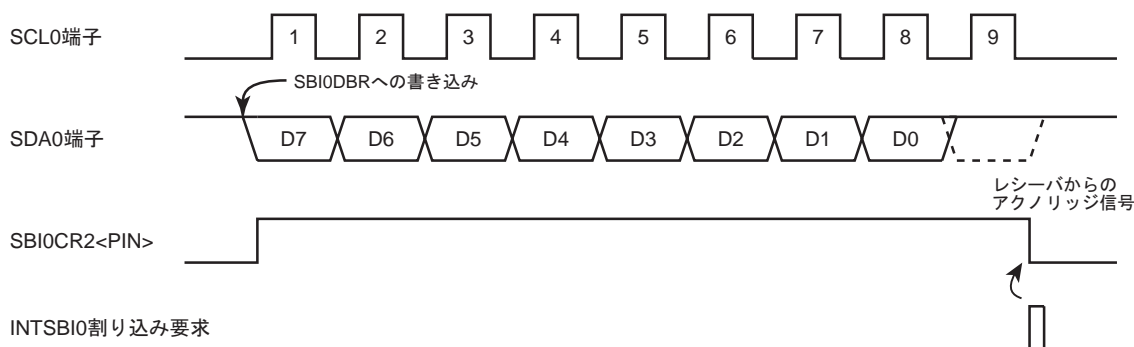 SCL0端子
1 2 3 4 5 6 7 8 9
SBI0DBRへの書き込み
SDA0端子
D7 D6 D5 D4 D3 D2 D1 D0
レシーバからの
アクノリッジ信号
SBI0CR2<PIN>
INTSBI0割り込み要求